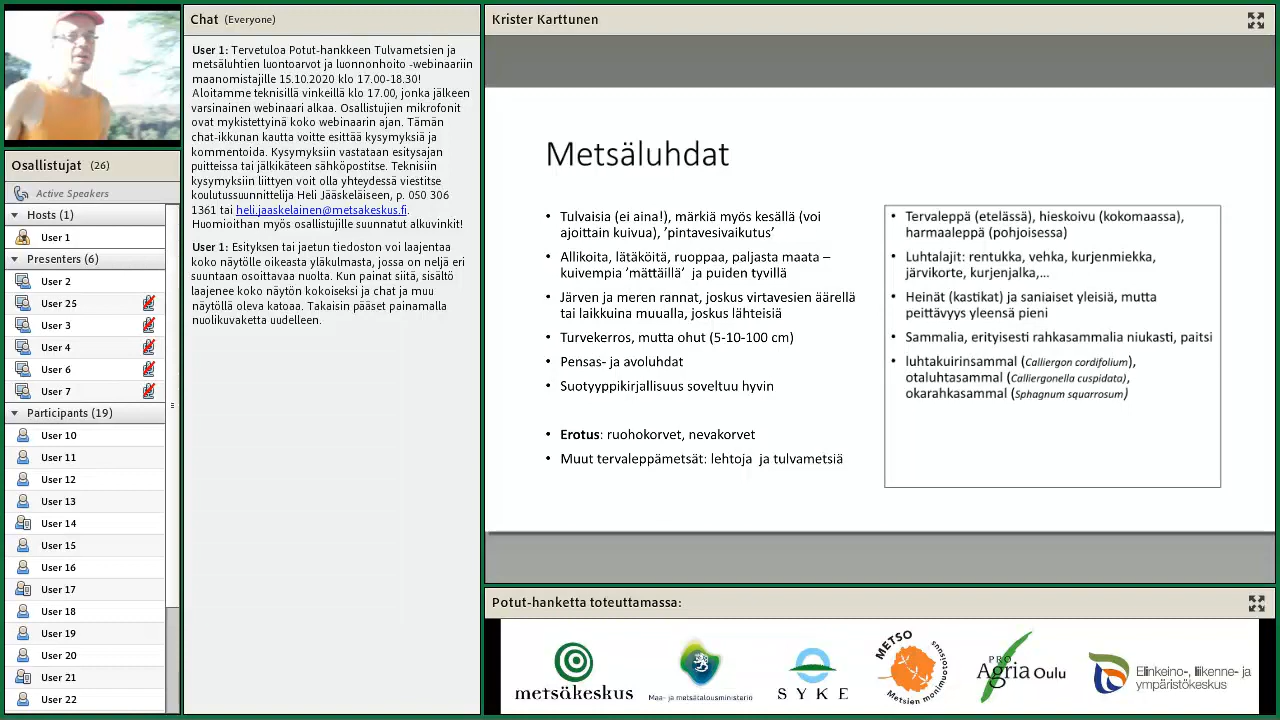 Osallistujat (26)
Active Speakers
Hosts (1)
User 1
Presenters (6)
User 2
User 25
User 3
User 4
User 6
User 7
Participants (19)
User 10
User 11
User 12
User 13
User 14
User 15
User 16
User 17
User 18
User 19
User 20
User 21
User 22
Chat (Everyone)
User 1: Tervetuloa Potut-hankkeen Tulvametsien ja
metsäluhtien luontoarvot ja luonnonhoito -webinaariin
maanomistajille 15.10.2020 klo 17.00-18.30!
Aloitamme teknisillä vinkeillä klo 17.00, jonka jälkeen
varsinainen webinaari alkaa. Osallistujien mikrofonit
ovat mykistettyinä koko webinaarin ajan. Tämän
chat-ikkunan kautta voitte esittää kysymyksiä ja
kommentoida. Kysymyksiin vastataan esitysajan
puitteissa tai jälkikäteen sähköpostitse. Teknisiin
kysymyksiin liittyen voit olla yhteydessä viestitse
koulutussuunnittelija Heli Jääskeläiseen, p. 050 306
1361 tai heli.jaaskelainen@metsakeskus.fi.
Huomioithan myös osallistujille suunnatut alkuvinkit!
User 1: Esityksen tai jaetun tiedoston voi laajentaa
koko näytölle oikeasta yläkulmasta, jossa on neljä eri
suuntaan osoittavaa nuolta. Kun painat siitä, sisältö
laajenee koko näytön kokoiseksi ja chat ja muu
näytöllä oleva katoaa. Takaisin pääset painamalla
nuolikuvaketta uudelleen.
Krister Karttunen
Metsäluhdat
• Tulvaisia (ei aina!), märkiä myös kesällä (voi
ajoittain kuivua), ’pintavesivaikutus’
• Allikoita, lätäköitä, ruoppaa, paljasta maata –
kuivempia ’mättäillä’ ja puiden tyvillä
• Järven ja meren rannat, joskus virtavesien äärellä
tai laikkuina muualla, joskus lähteisiä
• Turvekerros, mutta ohut (5-10-100 cm)
• Pensas- ja avoluhdat
• Suotyyppikirjallisuus soveltuu hyvin
• Erotus: ruohokorvet, nevakorvet
• Muut tervaleppämetsät: lehtoja ja tulvametsiä
• Tervaleppä (etelässä), hieskoivu (kokomaassa),
harmaaleppä (pohjoisessa)
• Luhtalajit: rentukka, vehka, kurjenmiekka,
järvikorte, kurjenjalka,...
• Heinät (kastikat) ja saniaiset yleisiä, mutta
peittävyys yleensä pieni
• Sammalia, erityisesti rahkasammalia niukasti, paitsi
• luhtakuirinsammal (Calliergon cordifolium),
otaluhtasammal (Calliergonella cuspidata),
okarahkasammal (Sphagnum squarrosum)
Potut-hanketta toteuttamassa:
metsäkeskus
Maa- ja metsätalousministeriö
SYKE
METSO
Metsien monimuotoisuus
PRO
Agria Oulu
Elinkeino-, liikenne- ja
ympäristökeskus